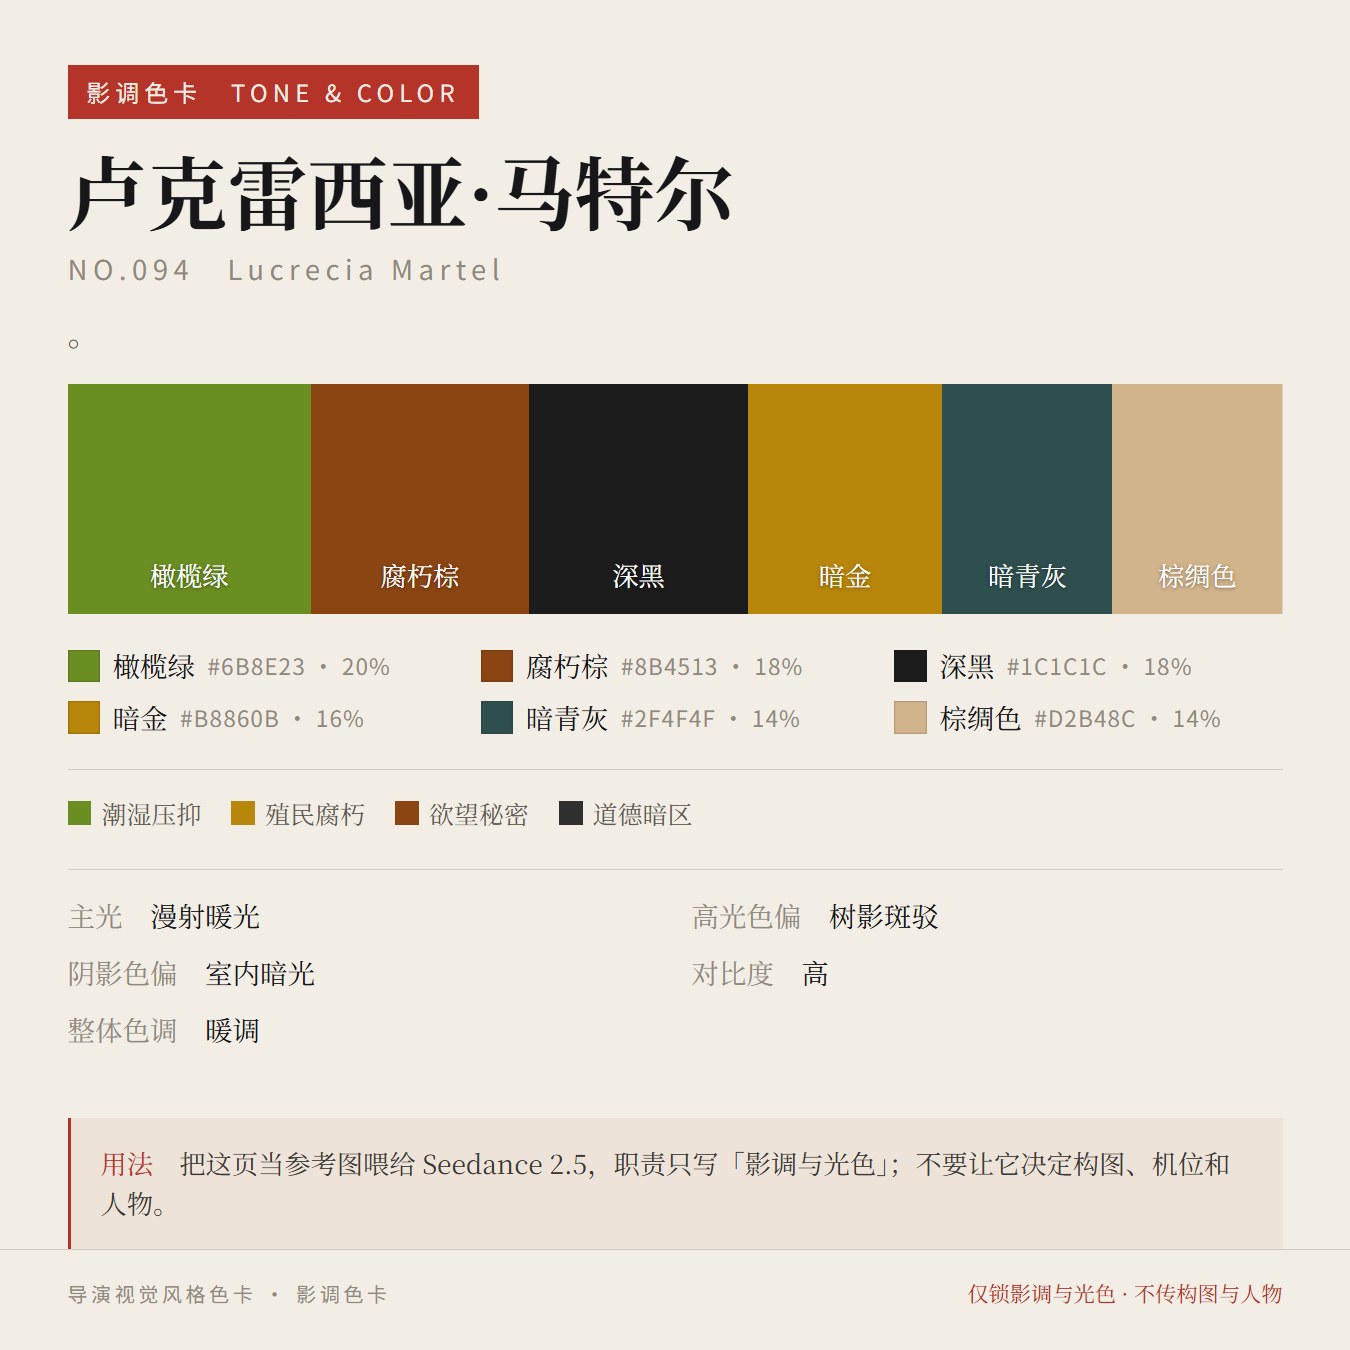 影调色卡 TONE & COLOR
卢克雷西亚·马特尔
NO.094 Lucrecia Martel
。
橄榄绿 腐朽棕 深黑 暗金 暗青灰 棕绸色
橄榄绿 #6B8E23 • 20% 腐朽棕 #8B4513 • 18% 深黑 #1C1C1C • 18%
暗金 #B8860B • 16% 暗青灰 #2F4F4F • 14% 棕绸色 #D2B48C • 14%
潮湿压抑 殖民腐朽 欲望秘密 道德暗区
主光 漫射暖光 高光色偏 树影斑驳
阴影色偏 室内暗光 对比度 高
整体色调 暖调
用法 把这页当参考图喂给 Seedance 2.5，职责只写「影调与光色」；不要让它决定构图、机位和
人物。
导演视觉风格色卡 • 影调色卡 仅锁影调与光色 · 不传构图与人物